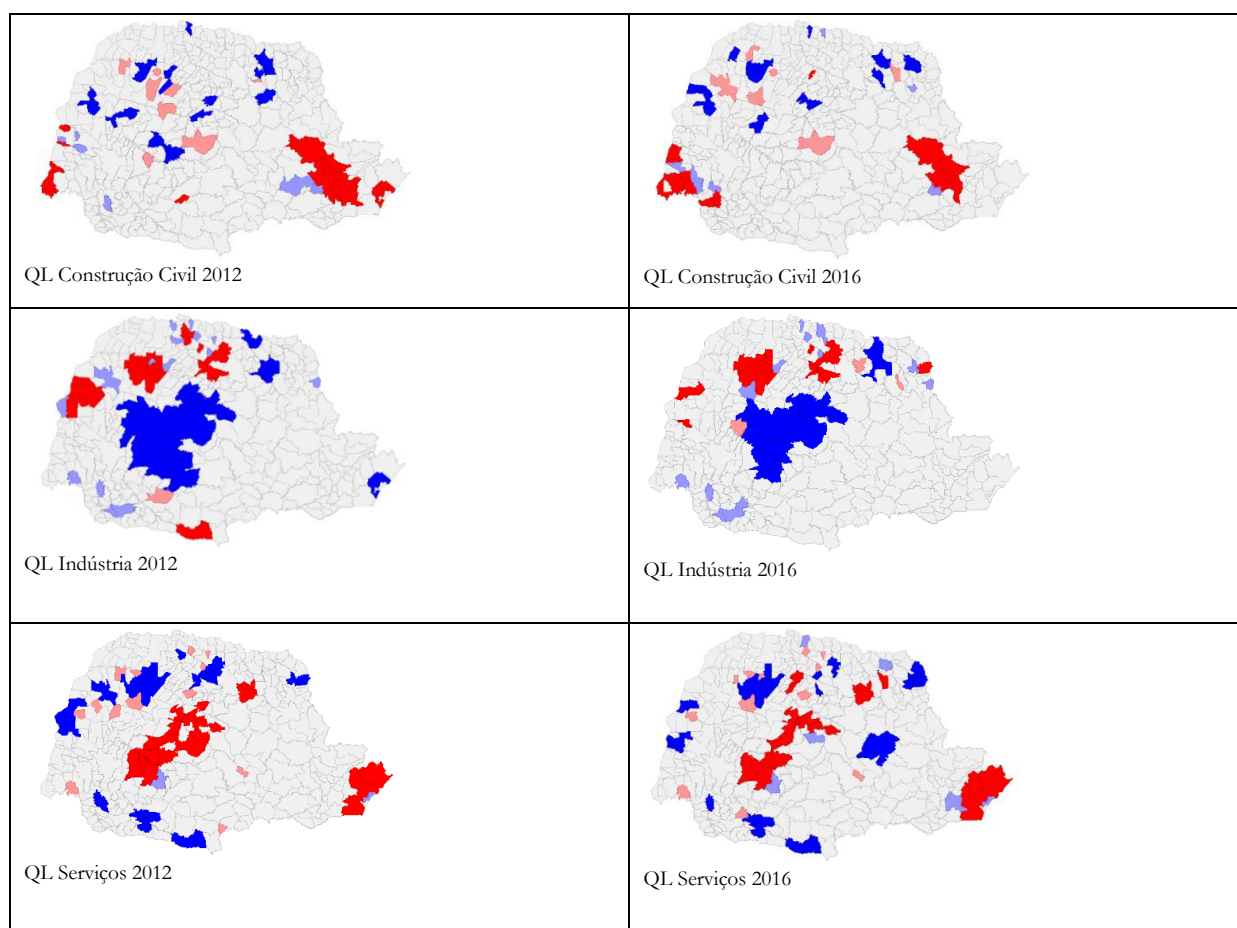 QL Construção Civil 2012
QL Construção Civil 2016
QL Indústria 2012
QL Indústria 2016
QL Serviços 2012
QL Serviços 2016